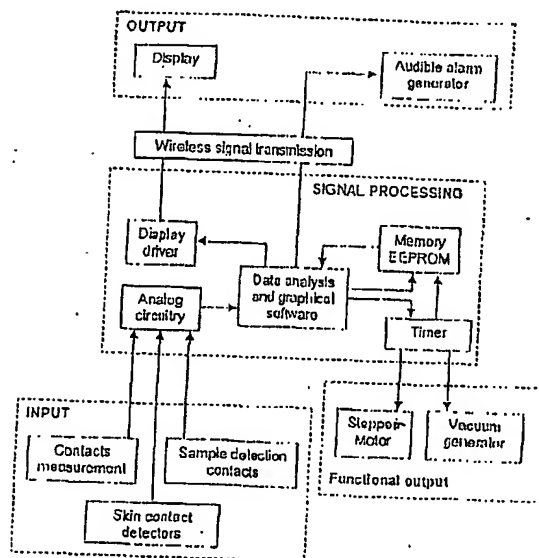 OUTPUT
Display
Audible alarm
generator
Wireless signal transmission
SIGNAL PROCESSING
Display
driver
Memory
EEPROM
Data analysis
and graphical
software
Analog
circuitry
Timer
INPUT
Contacts
measurement
Sample detection
contacts
Skin contact
detectors
Stepper
Motor
Vacuum
generator
Functional output